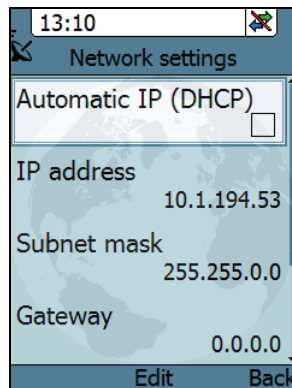 13:10
Network settings
Automatic IP (DHCP)
IP address
10.1.194.53
Subnet mask
255.255.0.0
Gateway
0.0.0.0
Edit Back